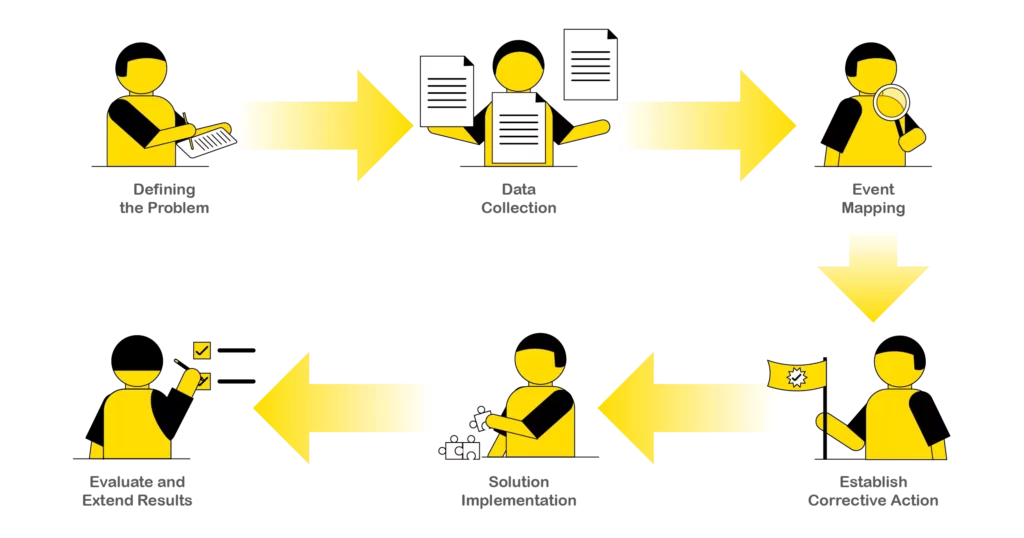 Defining
the Problem
Data
Collection
Event
Mapping
Establish
Corrective Action
Solution
Implementation
Evaluate and
Extend Results